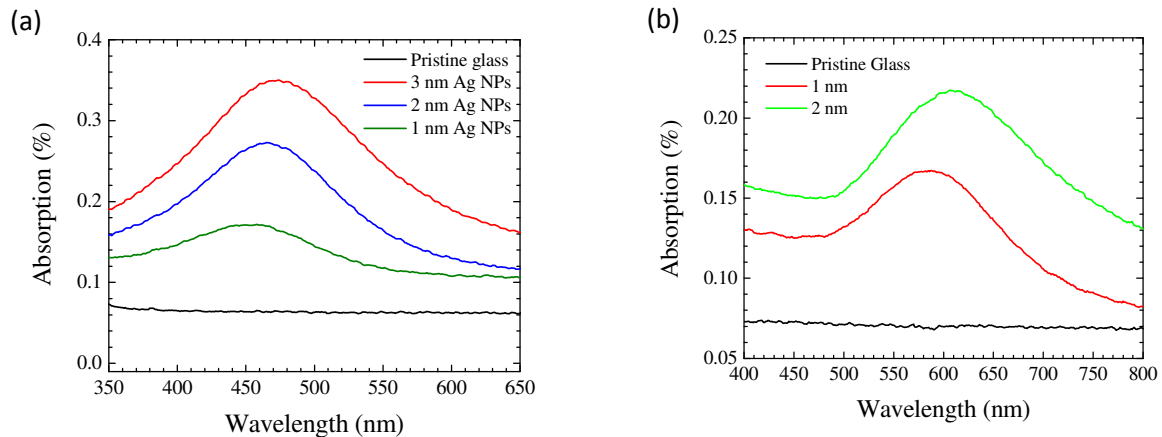 (a)
0.4
0.3
0.2
0.1
0.0
Absorption (%)
Pristine glass
3 nm Ag NPs
2 nm Ag NPs
1 nm Ag NPs
350 400 450 500 550 600 650
Wavelength (nm)
(b)
0.25
0.20
0.15
0.10
0.05
Absorption (%)
Pristine Glass
1 nm
2 nm
400 450 500 550 600 650 700 750 800
Wavelength (nm)